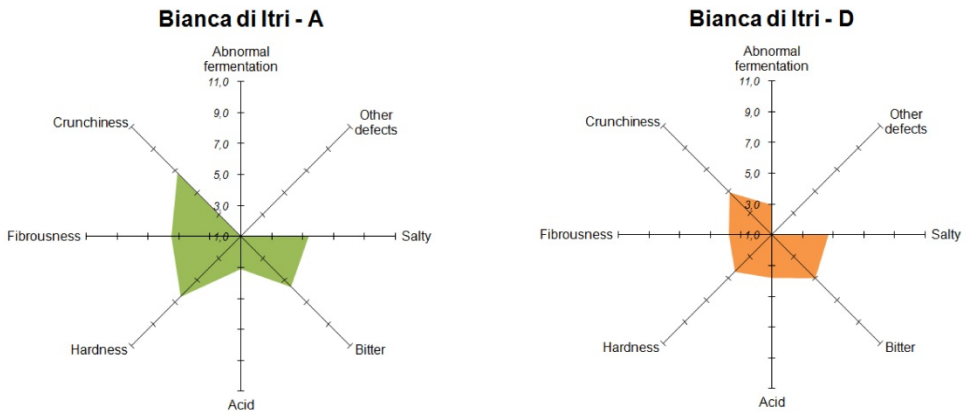 Bianca di Itri - A
Abnormal
fermentation
11,0
9,0
7,0
5,0
3,0
1,0
Other
defects
Salty
Bitter
Acid
Hardness
Fibrousness
Crunchiness
Bianca di Itri - D
Abnormal
fermentation
11,0
9,0
7,0
5,0
3,0
1,0
Other
defects
Salty
Bitter
Acid
Hardness
Fibrousness
Crunchiness